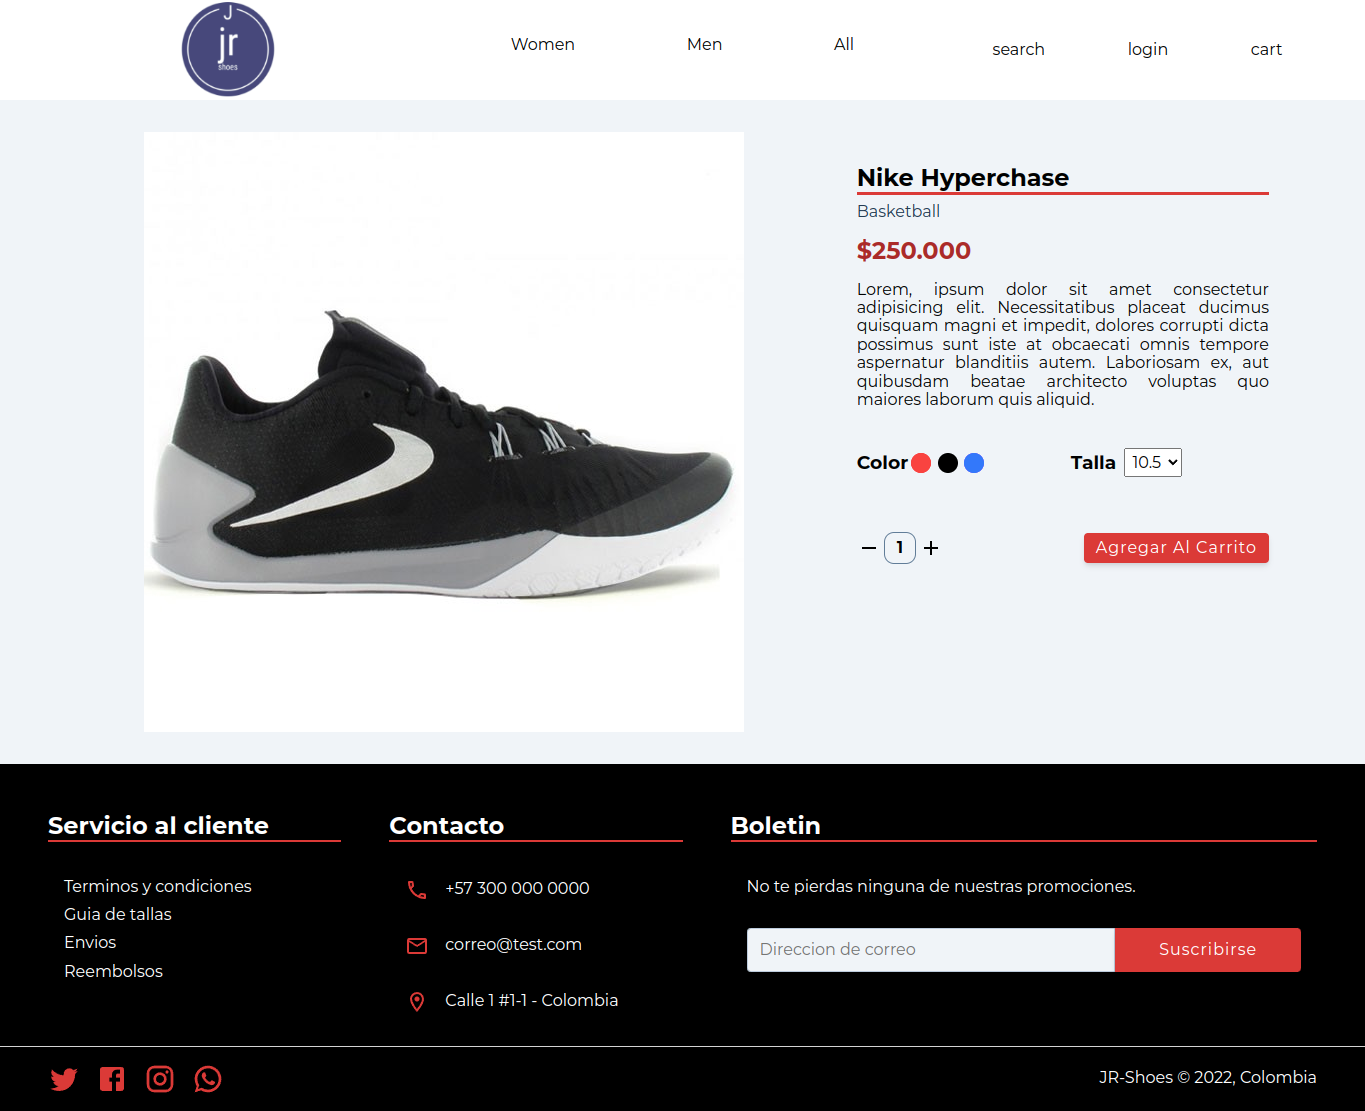 J
jr
shoes
Women
Men
All
search
login
cart
Nike Hyperchase
Basketball
$250.000
Lorem, ipsum dolor sit amet consectetur
adipisicing elit. Necessitatibus placeat ducimus
quisquam magni et impedit, dolores corrupti dicta
possimus sunt iste at obcaecati omnis tempore
aspernatur blanditiis autem. Laboriosam ex, aut
quibusdam beatae architecto voluptas quo
maiores laborum quis aliquid.
Color
Talla 10.5
1
Agregar Al Carrito
Servicio al cliente
Terminos y condiciones
Guia de tallas
Envios
Reembolsos
Contacto
+57 300 000 0000
correo@test.com
Calle 1 #1-1 - Colombia
Boletin
No te pierdas ninguna de nuestras promociones.
Direccion de correo
Suscribirse
JR-Shoes © 2022, Colombia